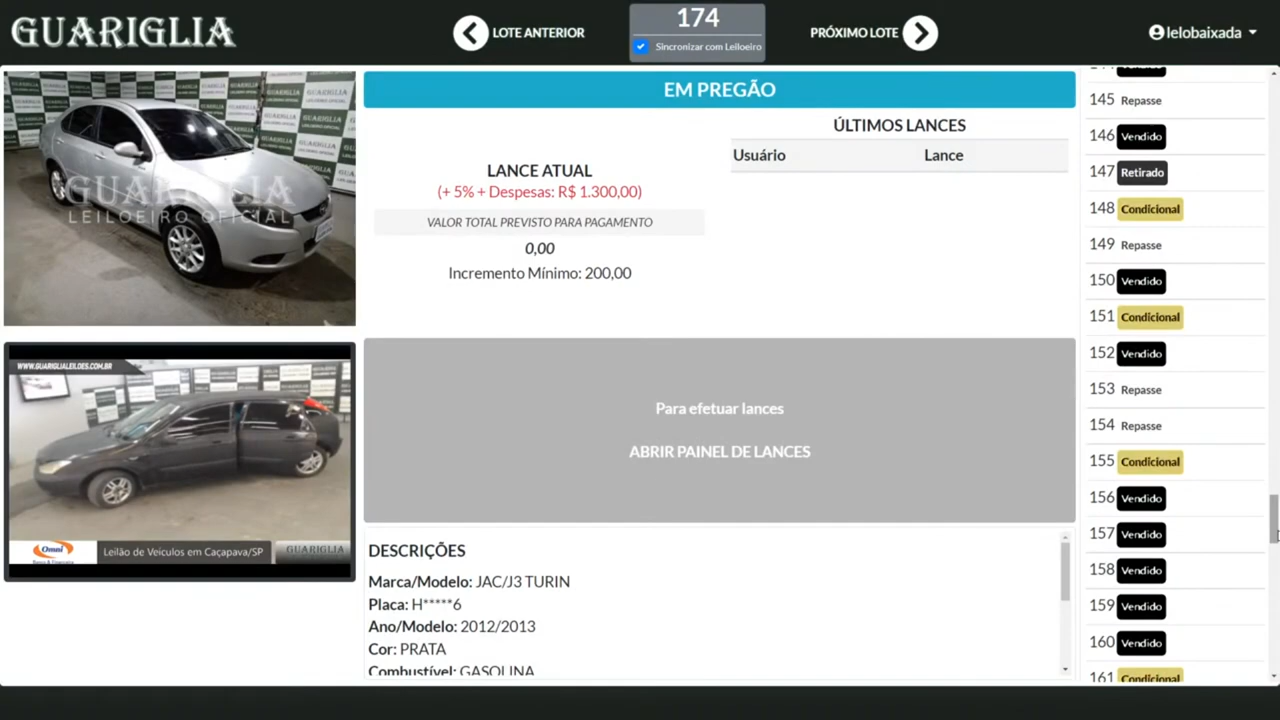 GUARIGLIA
LOTE ANTERIOR
174
Sincronizar com Leiloeiro
PRÓXIMO LOTE
lelobaixada
GUARIGLIA
LEILOEIRO OFICIAL
EM PREGÃO
LANCE ATUAL
(+ 5% + Despesas: R$ 1.300,00)
VALOR TOTAL PREVISTO PARA PAGAMENTO
0,00
Incremento Mínimo: 200,00
ÚLTIMOS LANCES
Usuário Lance
Para efetuar lances
ABRIR PAINEL DE LANCES
WWW.GUARIGLIALEILOES.COM.BR
Omni
Banco & Financeira
Leilão de Veículos em Caçapava/SP
GUARIGLIA
DESCRIÇÕES
Marca/Modelo: JAC/J3 TURIN
Placa: H*****6
Ano/Modelo: 2012/2013
Cor: PRATA
Combustível: GASOLINA
145 Repasse
146 Vendido
147 Retirado
148 Condicional
149 Repasse
150 Vendido
151 Condicional
152 Vendido
153 Repasse
154 Repasse
155 Condicional
156 Vendido
157 Vendido
158 Vendido
159 Vendido
160 Vendido
161 Condicional